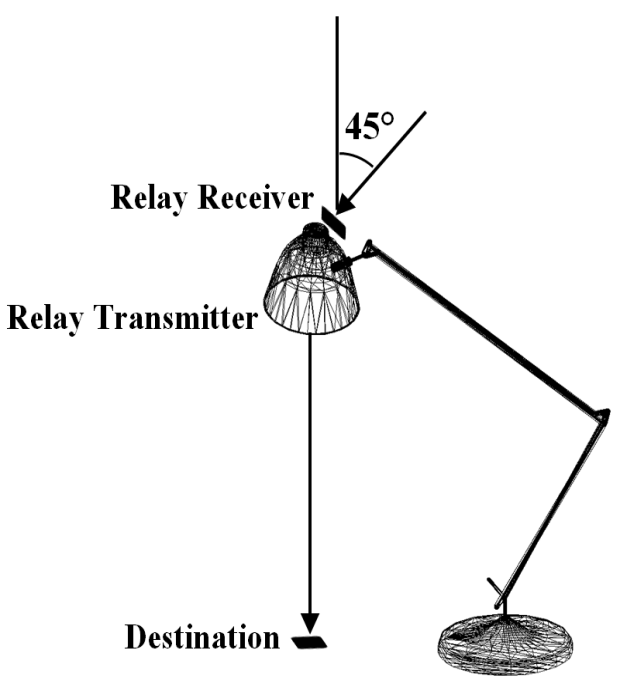 45°
Relay Receiver
Relay Transmitter
Destination